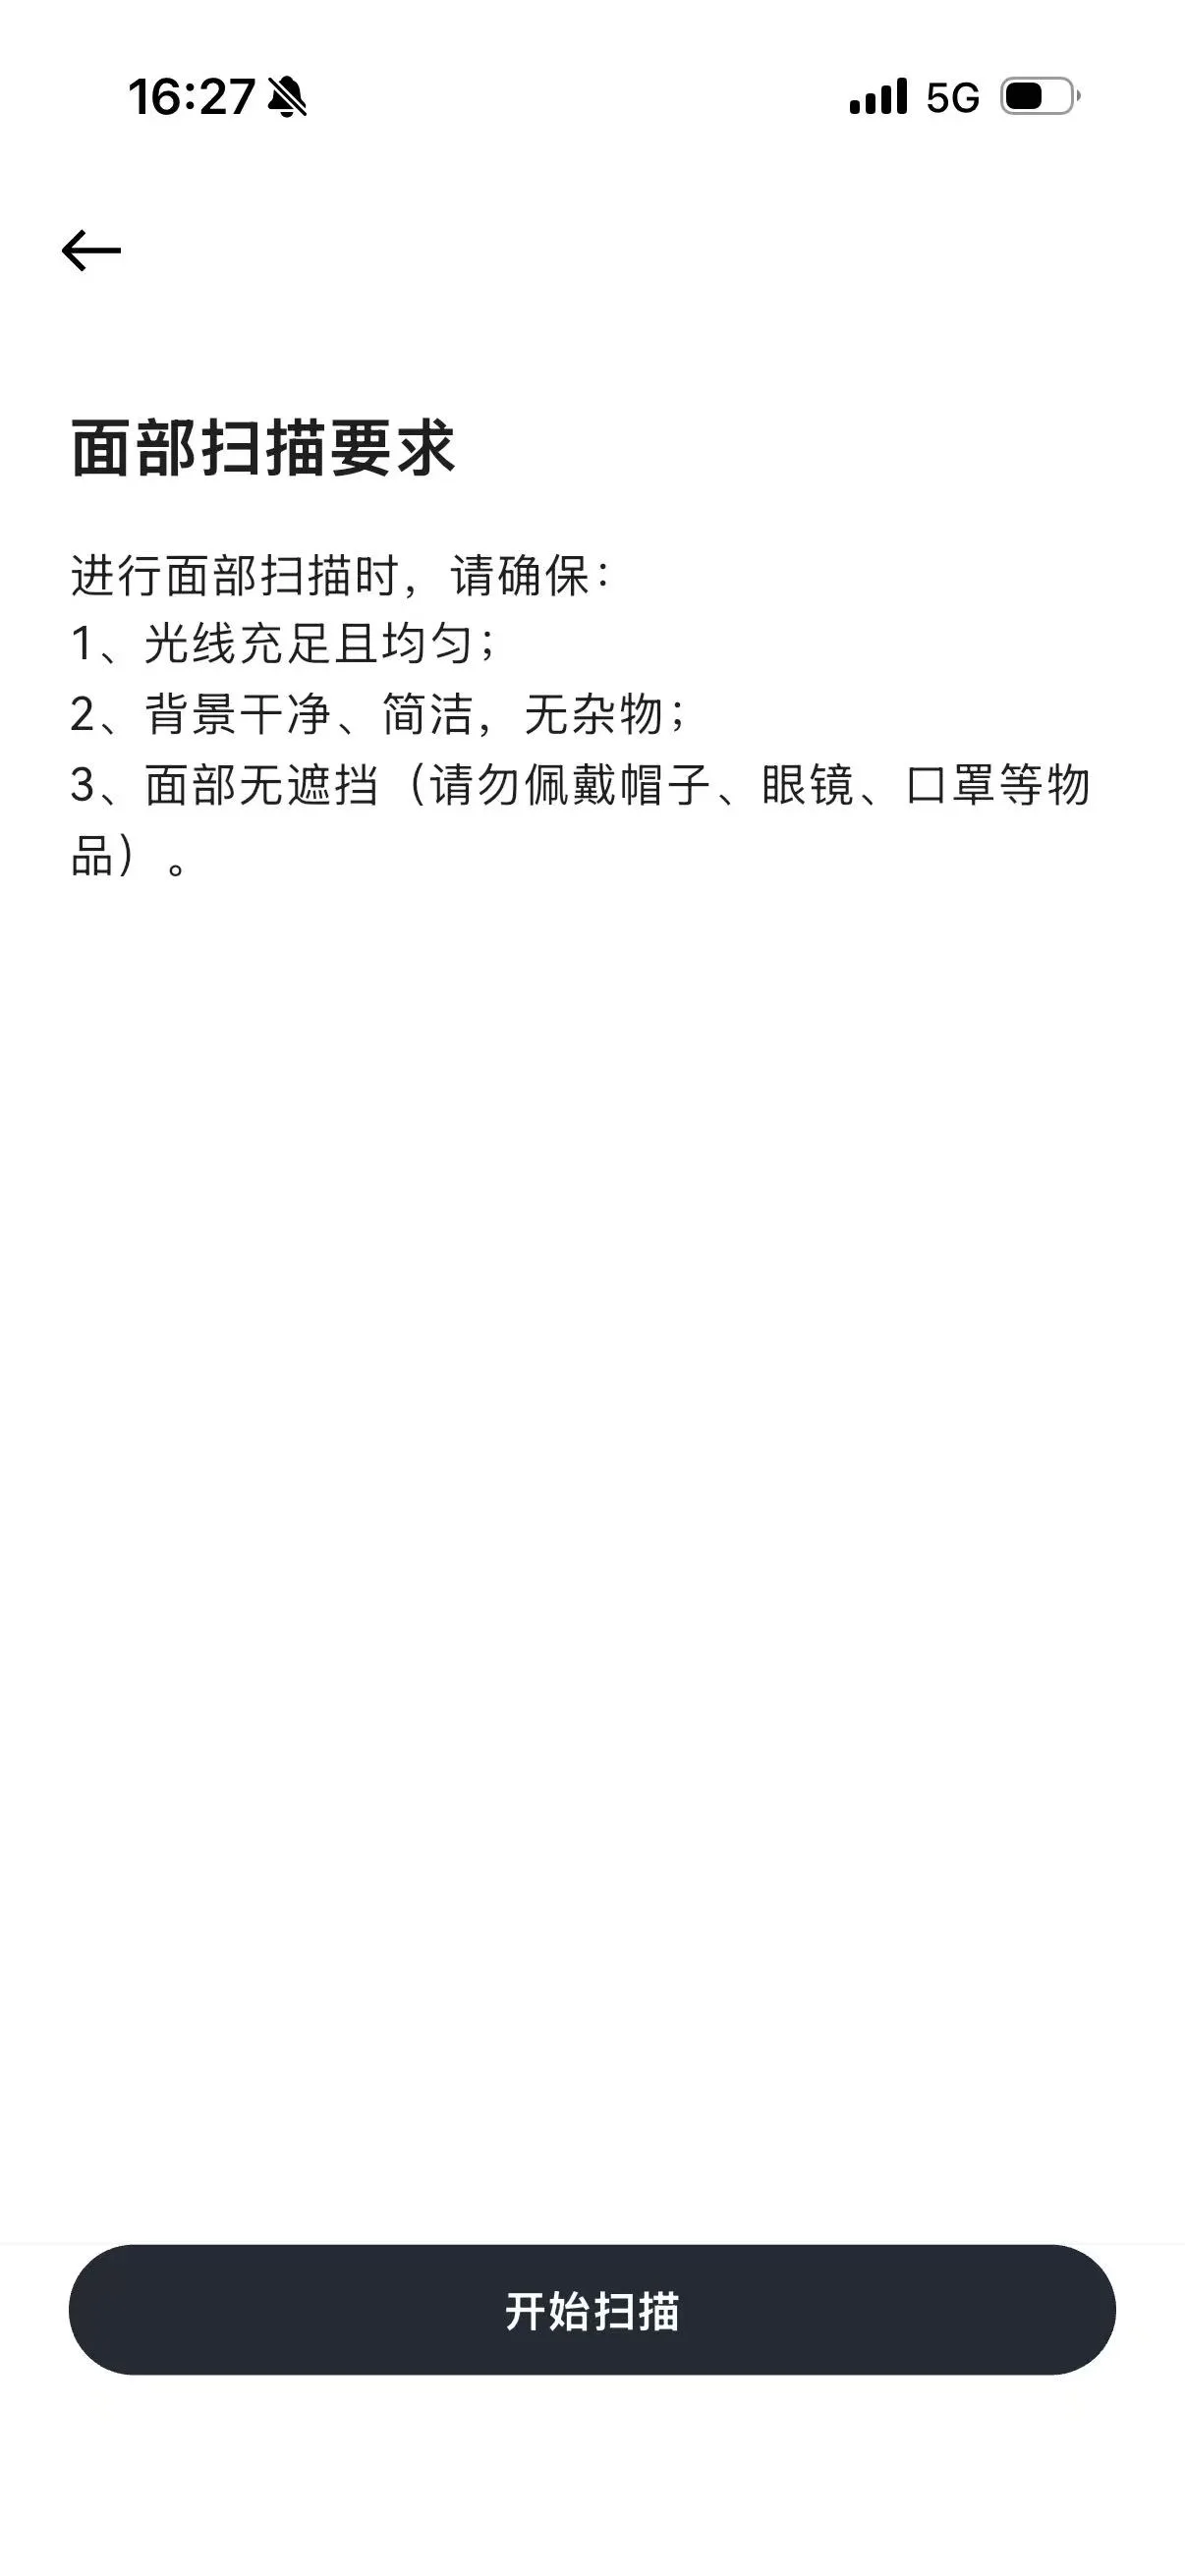 16:27
5G
面部扫描要求
进行面部扫描时，请确保：
1、光线充足且均匀；
2、背景干净、简洁，无杂物；
3、面部无遮挡（请勿佩戴帽子、眼镜、口罩等物
品）。
开始扫描